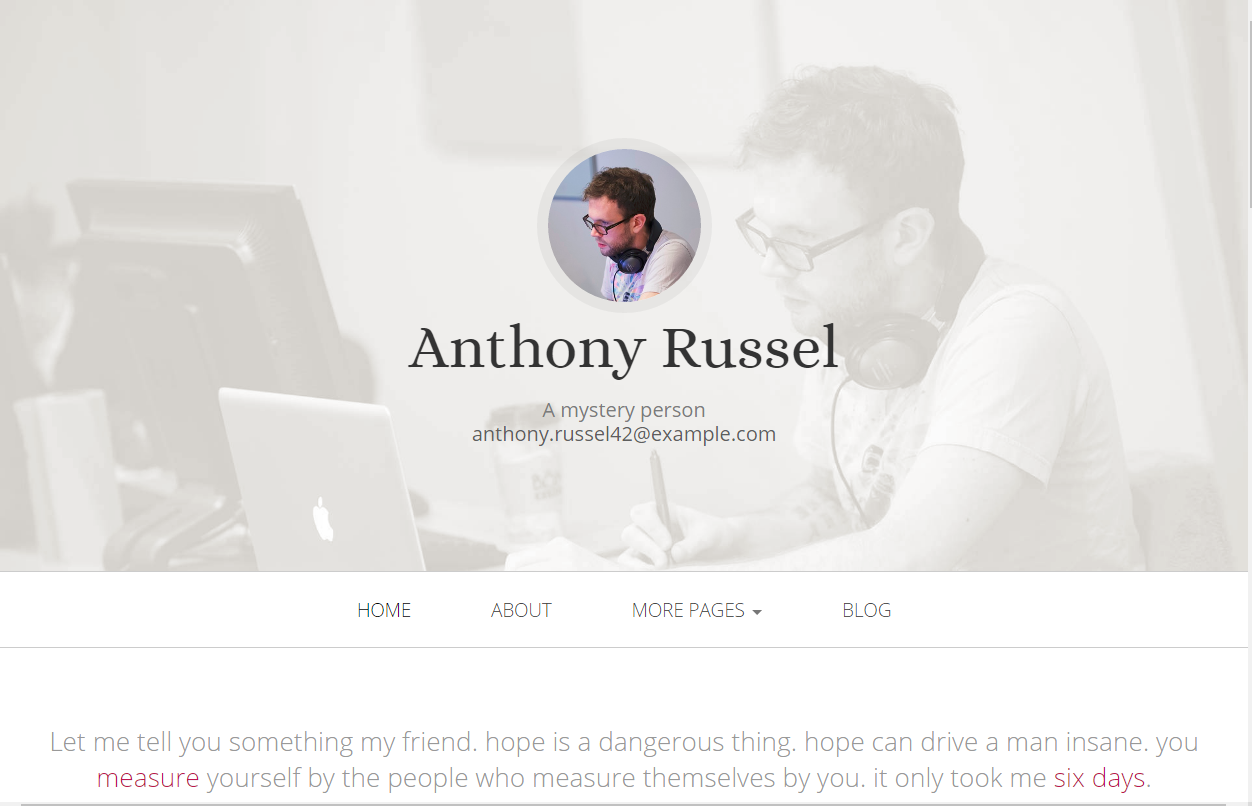 Anthony Russel
A mystery person
anthony.russel42@example.com
HOME ABOUT MORE PAGES BLOG
Let me tell you something my friend. hope is a dangerous thing. hope can drive a man insane. you
measure yourself by the people who measure themselves by you. it only took me six days.